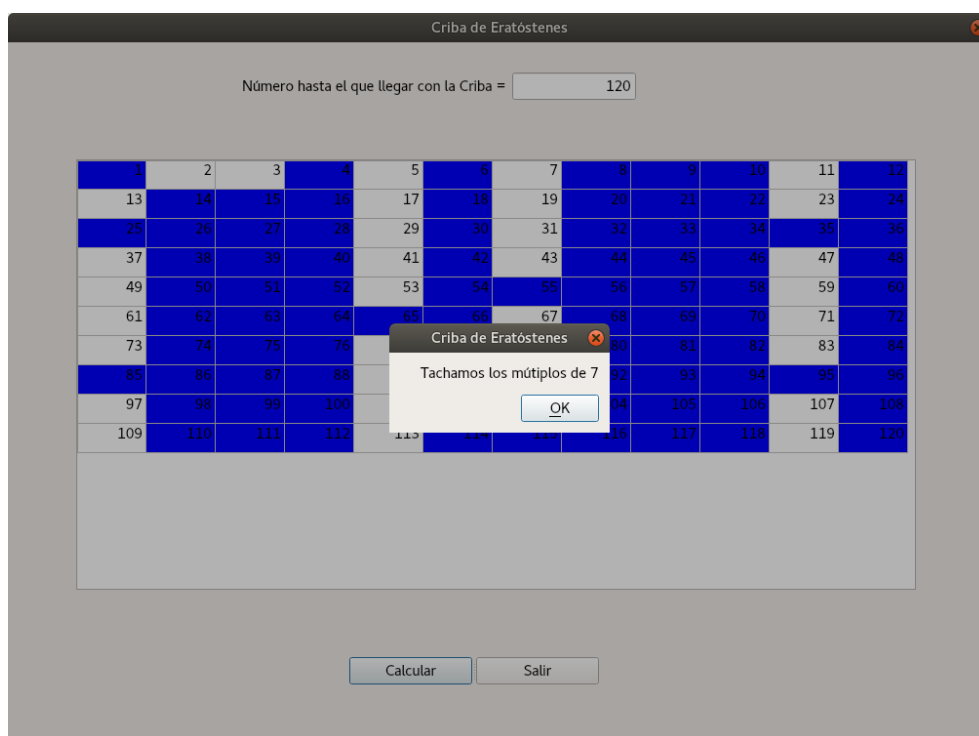 Criba de Eratóstenes
Número hasta el que llegar con la Criba = 120
1 2 3 4 5 6 7 8 9 10 11 12
13 14 15 16 17 18 19 20 21 22 23 24
25 26 27 28 29 30 31 32 33 34 35 36
37 38 39 40 41 42 43 44 45 46 47 48
49 50 51 52 53 54 55 56 57 58 59 60
61 62 63 64 65 66 67 68 69 70 71 72
Criba de Eratóstenes
73 74 75 76 80 81 82 83 84
Tachamos los mútiplos de 7
85 86 87 88 92 93 94 95 96
OK
97 98 99 100 104 105 106 107 108
109 110 111 112 113 114 115 116 117 118 119 120
Calcular Salir